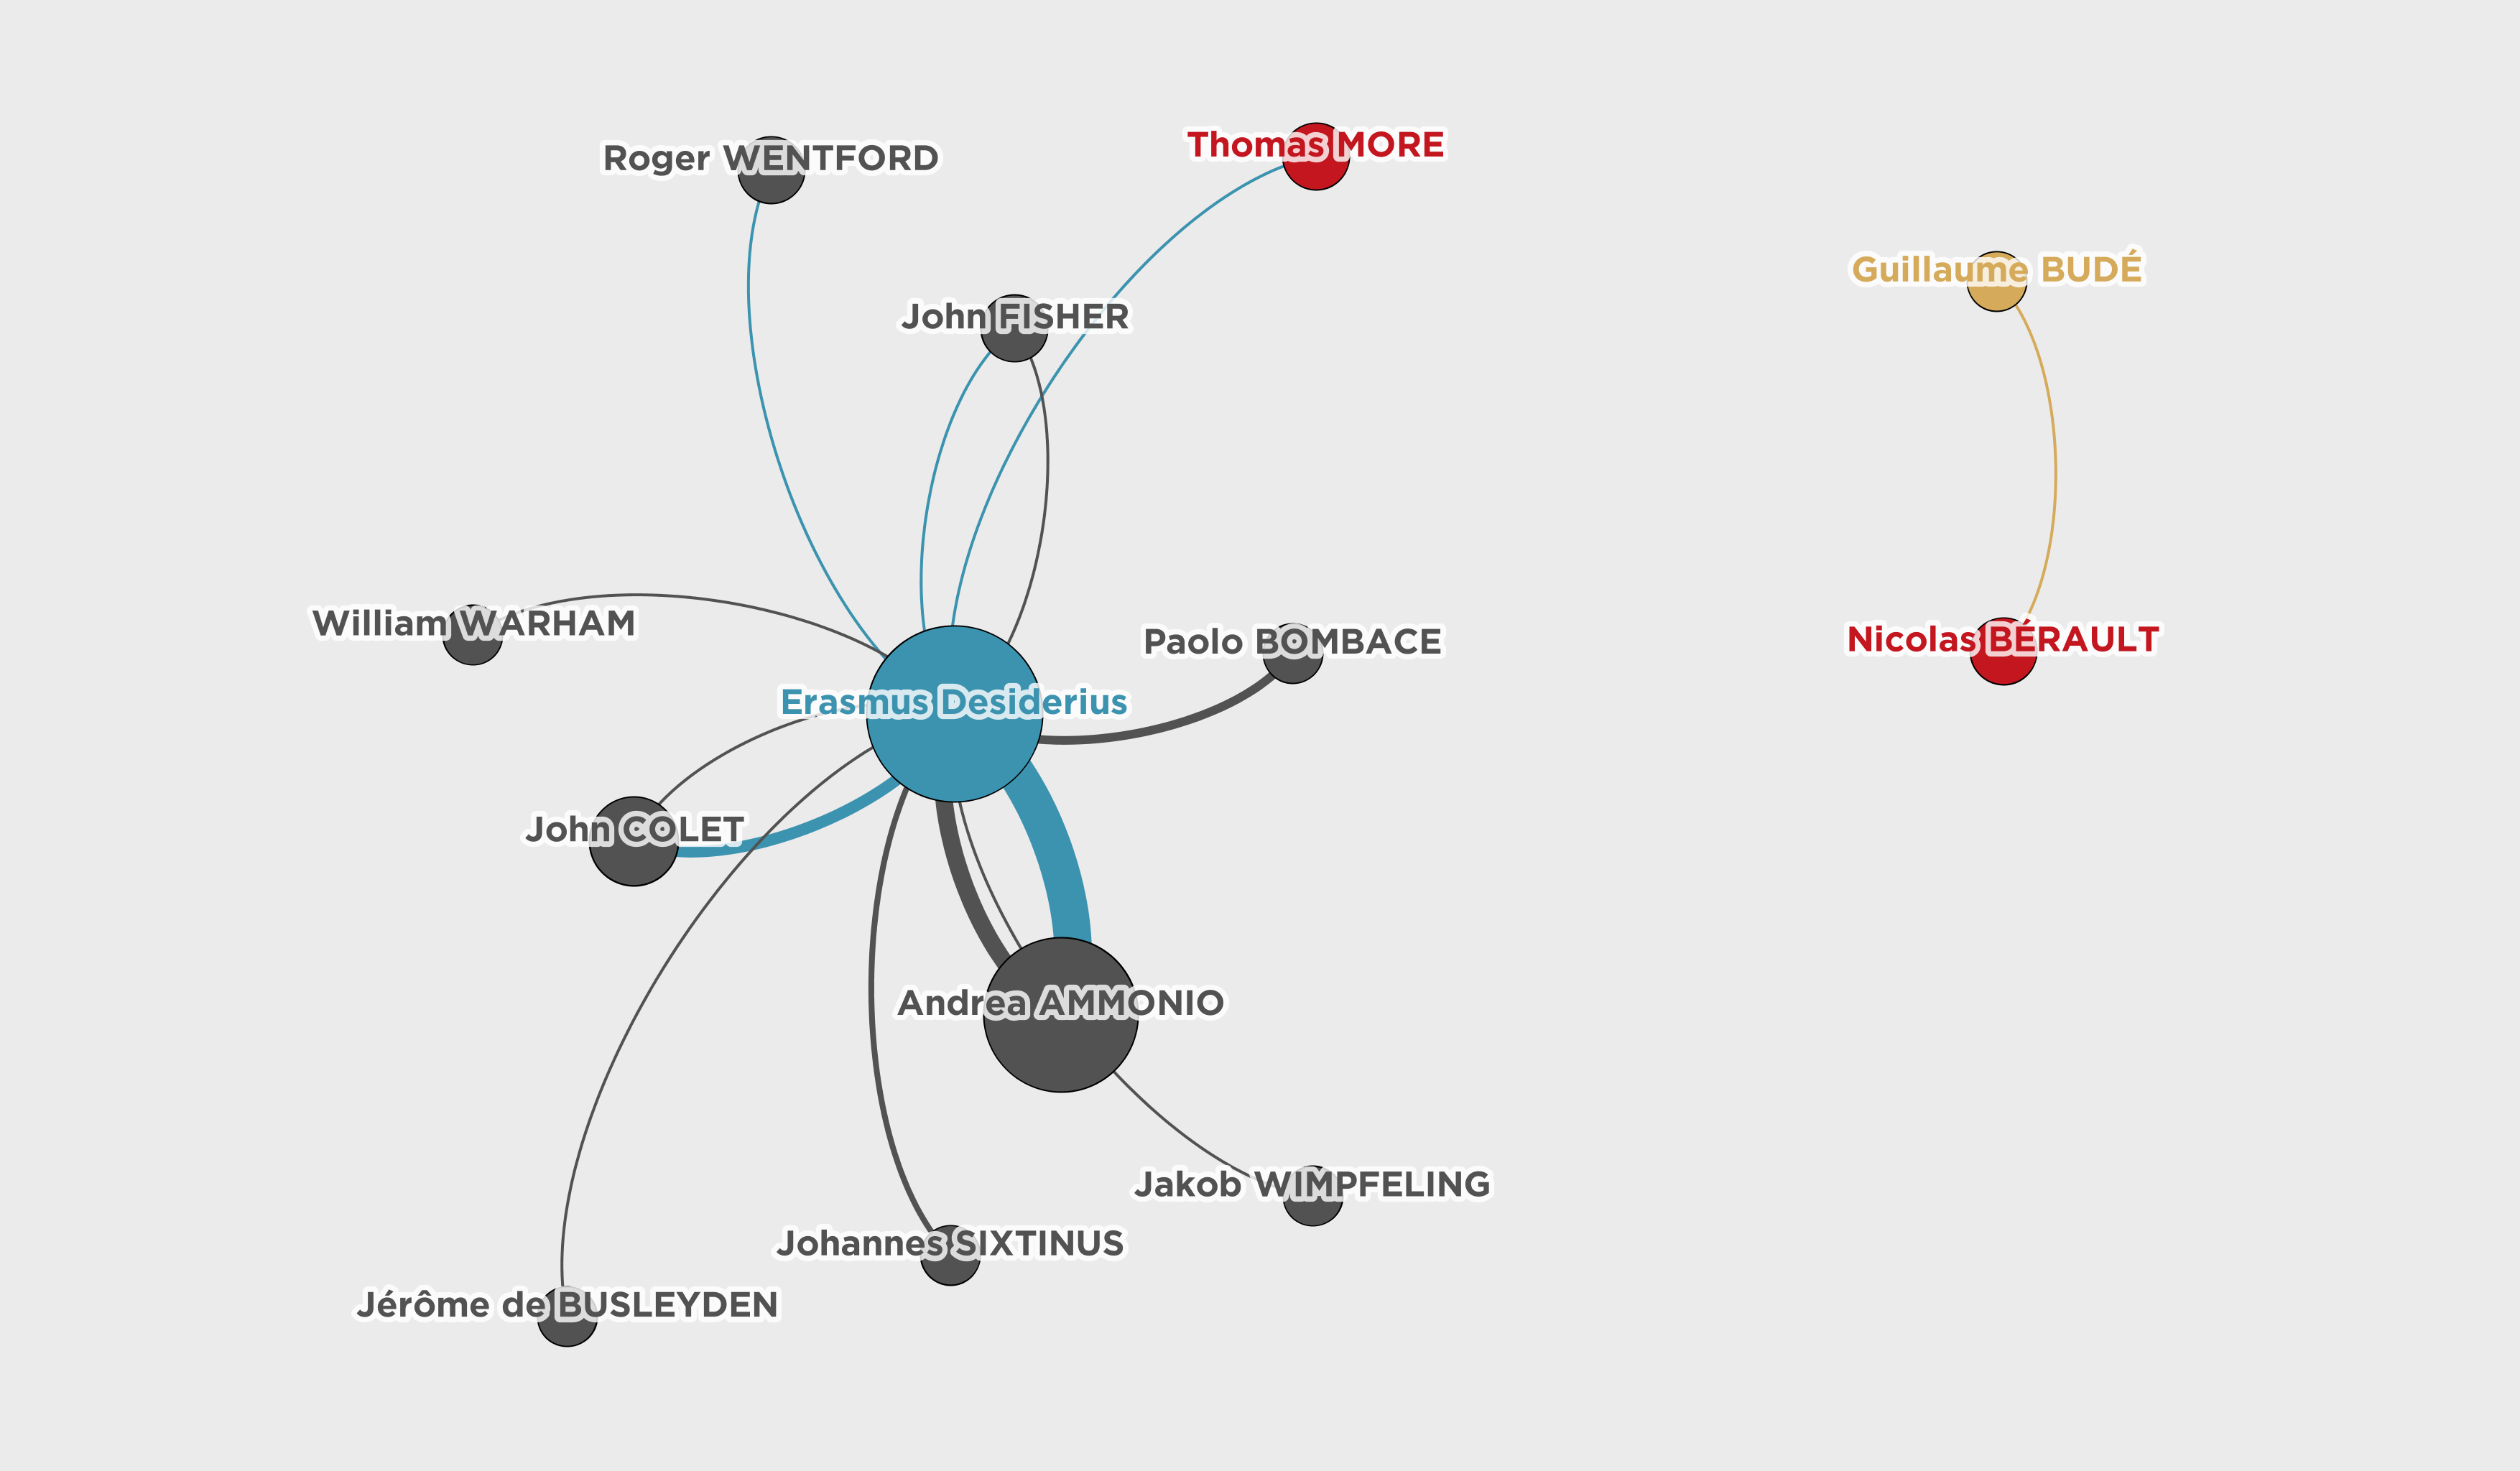 Thomas MORE
Roger WENTFORD
Guillaume BUDÉ
John FISHER
William WARHAM
Paolo BOMBACE
Nicolas BÉRAULT
Erasmus Desiderius
John COLET
Andrea AMMONIO
Jakob WIMPFELING
Johannes SIXTINUS
Jérôme de BUSLEYDEN